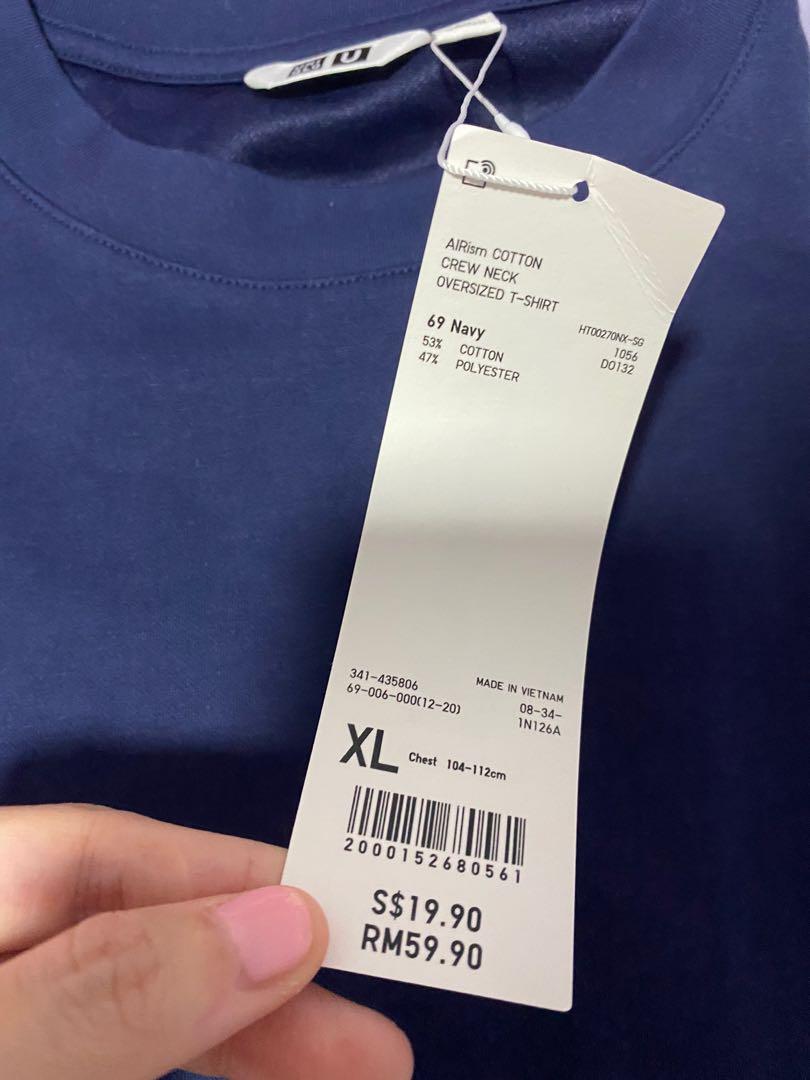 U
AIRism COTTON
CREW NECK
OVERSIZED T-SHIRT
69 Navy
53% COTTON
47% POLYESTER
HT00270NX-SG
1056
D0132
341-435806
69-006-000(12-20)
MADE IN VIETNAM
08-34-
1N126A
XL Chest 104-112cm
2000152680561
S$19.90
RM59.90